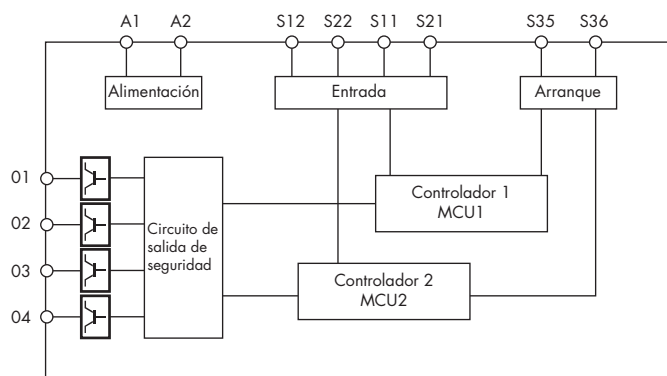 A1 A2 S12 S22 S11 S21 S35 S36
Alimentación Entrada Arranque
01
02
03
04
Circuito de
salida de
seguridad
Controlador 1
MCU1
Controlador 2
MCU2